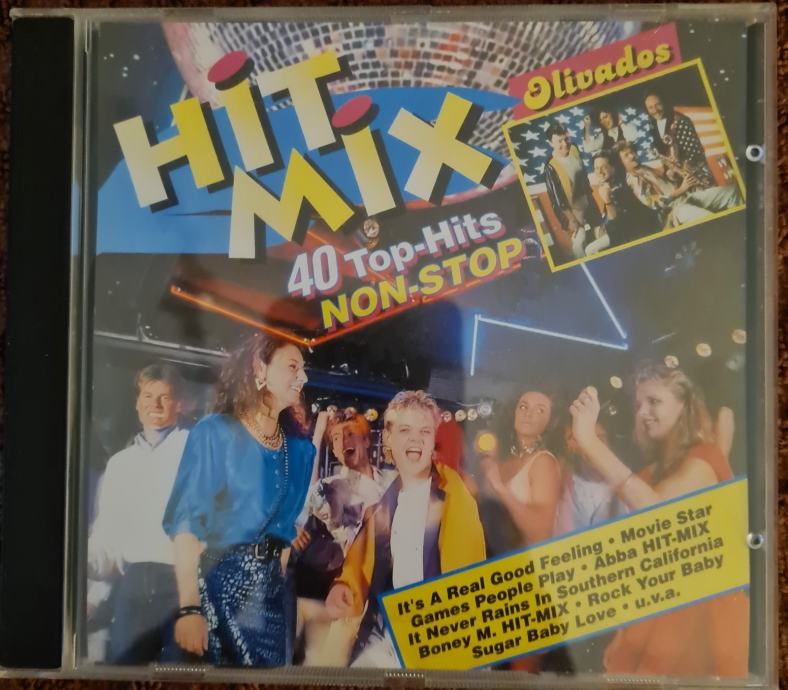 HiT
MiX
Olivados
40 Top-Hits
NON-STOP
It's A Real Good Feeling • Movie Star
Games People Play • Abba HIT-MIX
It Never Rains In Southern California
Boney M. HIT-MIX • Rock Your Baby
Sugar Baby Love • u.v.a.